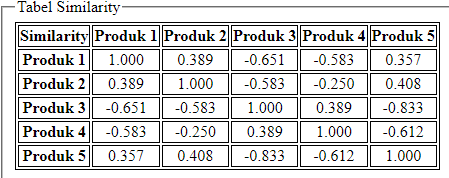 Tabel Similarity
Similarity Produk 1 Produk 2 Produk 3 Produk 4 Produk 5
Produk 1 1.000 0.389 -0.651 -0.583 0.357
Produk 2 0.389 1.000 -0.583 -0.250 0.408
Produk 3 -0.651 -0.583 1.000 0.389 -0.833
Produk 4 -0.583 -0.250 0.389 1.000 -0.612
Produk 5 0.357 0.408 -0.833 -0.612 1.000